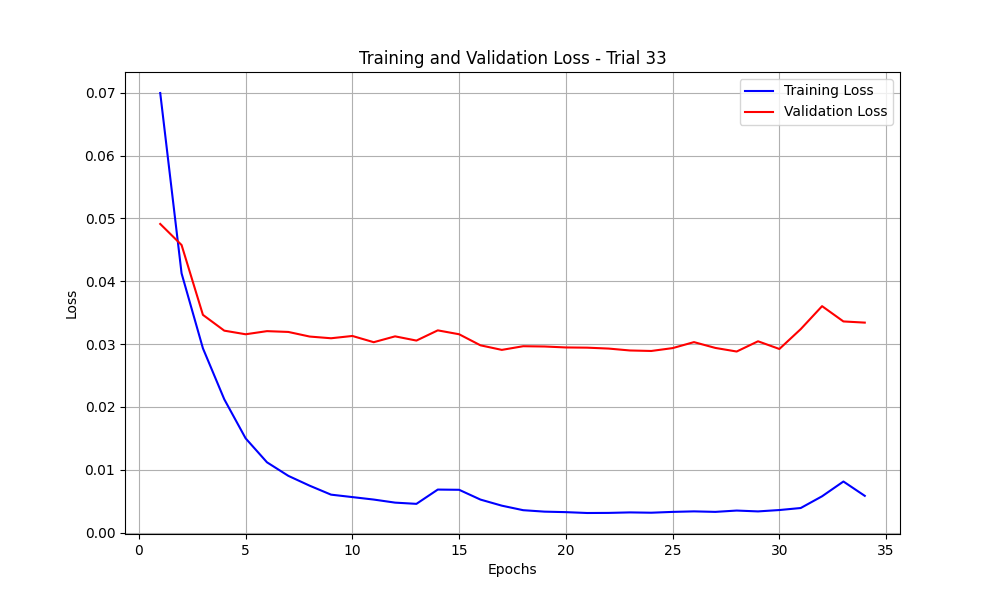 Training and Validation Loss - Trial 33
Training Loss
Validation Loss
Loss
0.07
0.06
0.05
0.04
0.03
0.02
0.01
0.00
0 5 10 15 20 25 30 35
Epochs